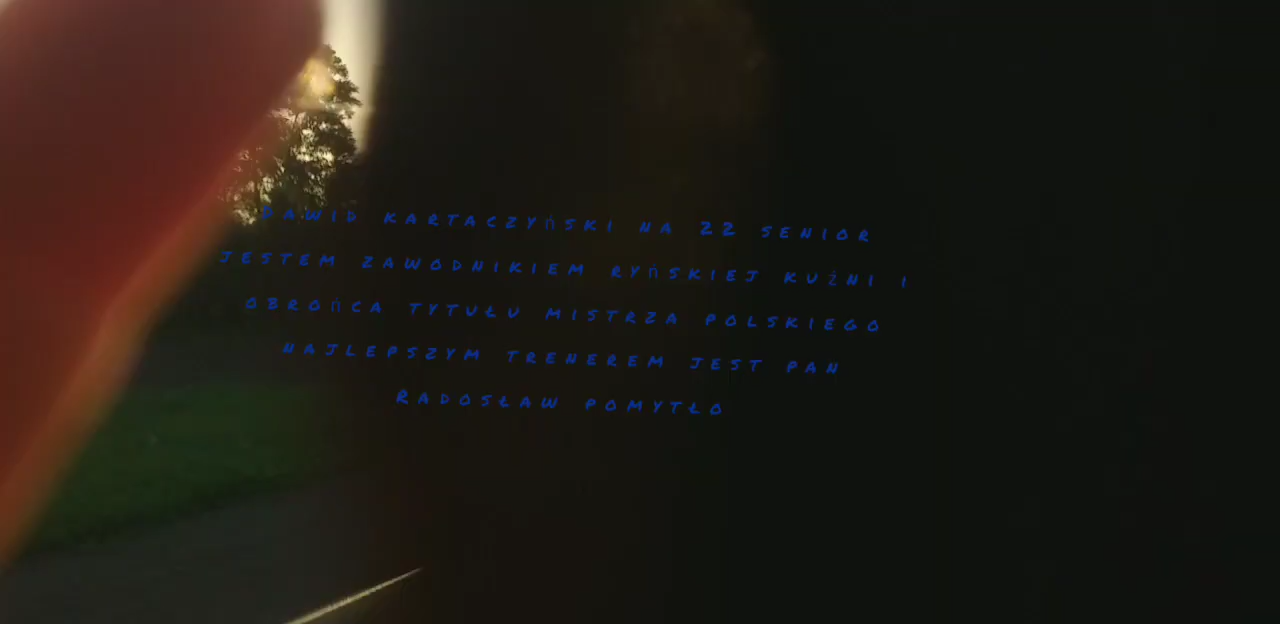 DAWID KARTACZYŃSKI NA 22 SENIOR
JESTEM ZAWODNIKIEM RYŃSKIEJ KUŹNI I
OBROŃCA TYTUŁU MISTRZA POLSKIEGO
NAJLEPSZYM TRENEREM JEST PAN
RADOSŁAW POMYTŁO